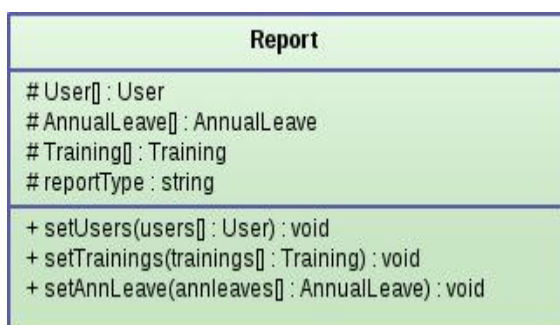 Report
# User[] : User
# AnnualLeave[] : AnnualLeave
# Training[] : Training
# reportType : string
+ setUsers(users[] : User) : void
+ setTrainings(trainings[] : Training) : void
+ setAnnLeave(annleaves[] : AnnualLeave) : void